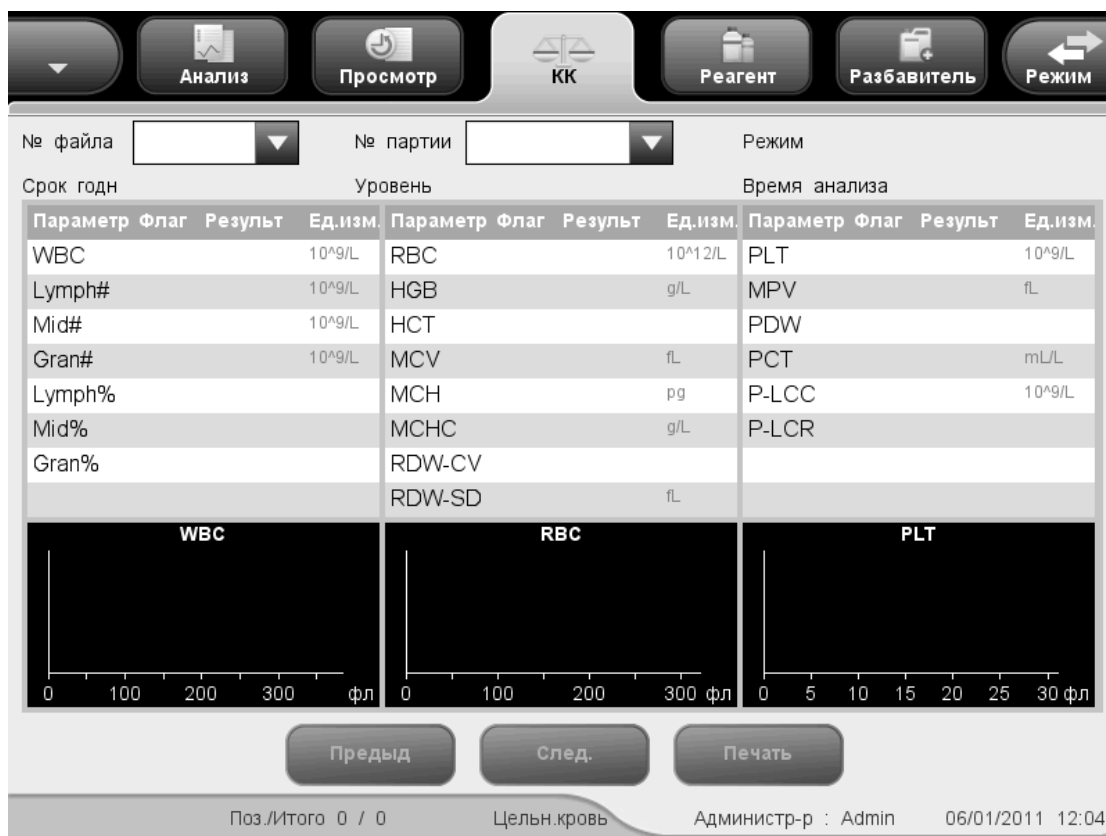 Анализ Просмотр КК Реагент Разбавитель Режим
№ файла № партии Режим
Срок годн Уровень Время анализа
Параметр Флаг Результ Ед.изм. Параметр Флаг Результ Ед.изм. Параметр Флаг Результ Ед.изм.
WBC 10^9/L RBC 10^12/L PLT 10^9/L
Lymph# 10^9/L HGB g/L MPV fL
Mid# 10^9/L HCT PDW
Gran# 10^9/L MCV fL PCT mL/L
Lymph% MCH pg P-LCC 10^9/L
Mid% MCHC g/L P-LCR
Gran% RDW-CV
RDW-SD fL
WBC RBC PLT
0 100 200 300 фл 0 100 200 300 фл 0 5 10 15 20 25 30 фл
Предыд След. Печать
Поз./Итого 0 / 0 Цельн.кровь Администр-р : Admin 06/01/2011 12:04